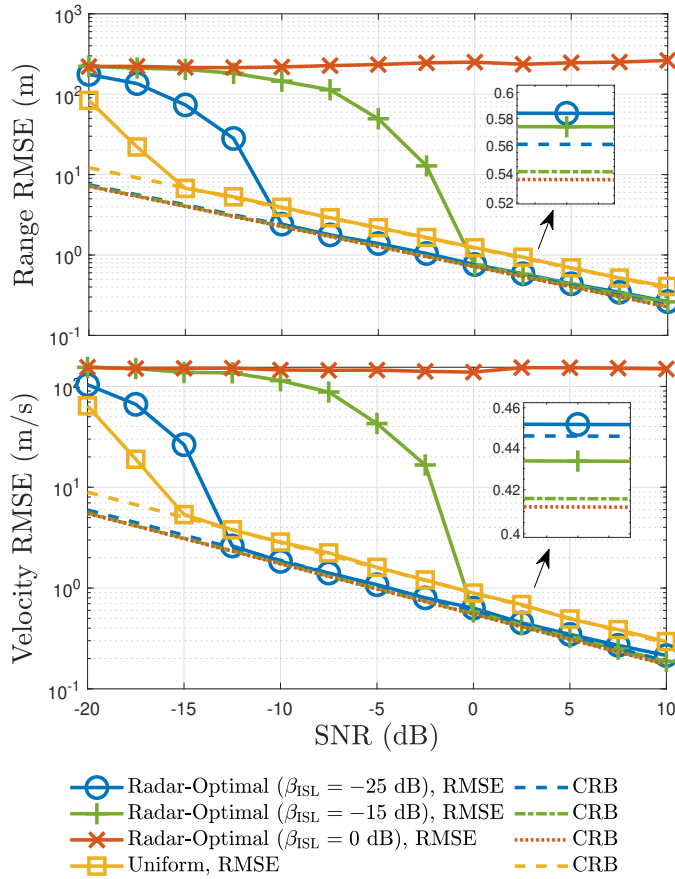 10^3
10^2
10^1
10^0
10^-1
Range RMSE (m)
0.6
0.58
0.56
0.54
0.52
10^2
10^1
10^0
10^-1
Velocity RMSE (m/s)
0.46
0.44
0.42
0.4
-20 -15 -10 -5 0 5 10
SNR (dB)
Radar-Optimal (β_ISL = −25 dB), RMSE CRB
Radar-Optimal (β_ISL = −15 dB), RMSE CRB
Radar-Optimal (β_ISL = 0 dB), RMSE CRB
Uniform, RMSE CRB